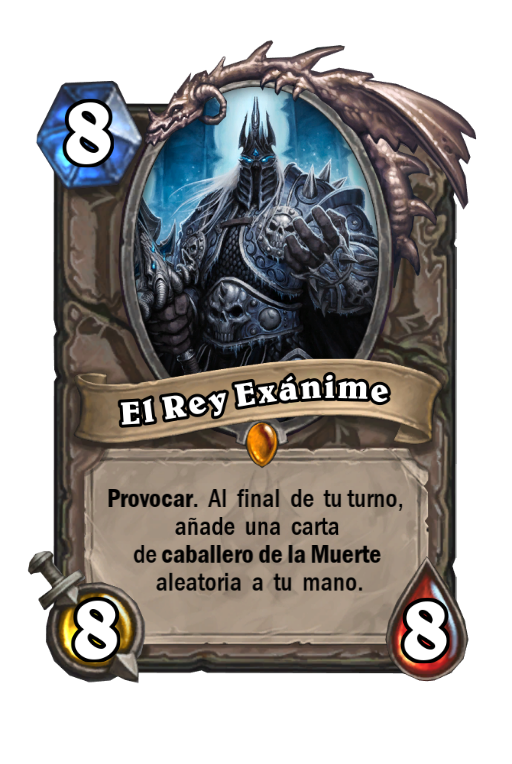 8
El Rey Exánime
Provocar. Al final de tu turno,
añade una carta
de caballero de la Muerte
aleatoria a tu mano.
8
8